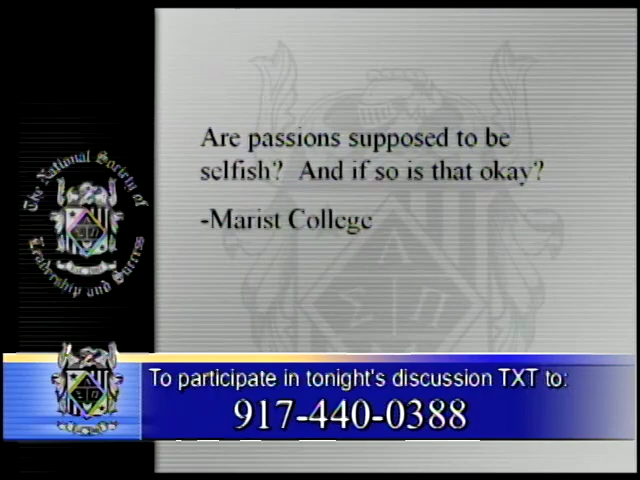 Are passions supposed to be
selfish?  And if so is that okay?
-Marist College
The National Society of
Leadership and Success
ΛΣΠ
To participate in tonight's discussion TXT to:
917-440-0388